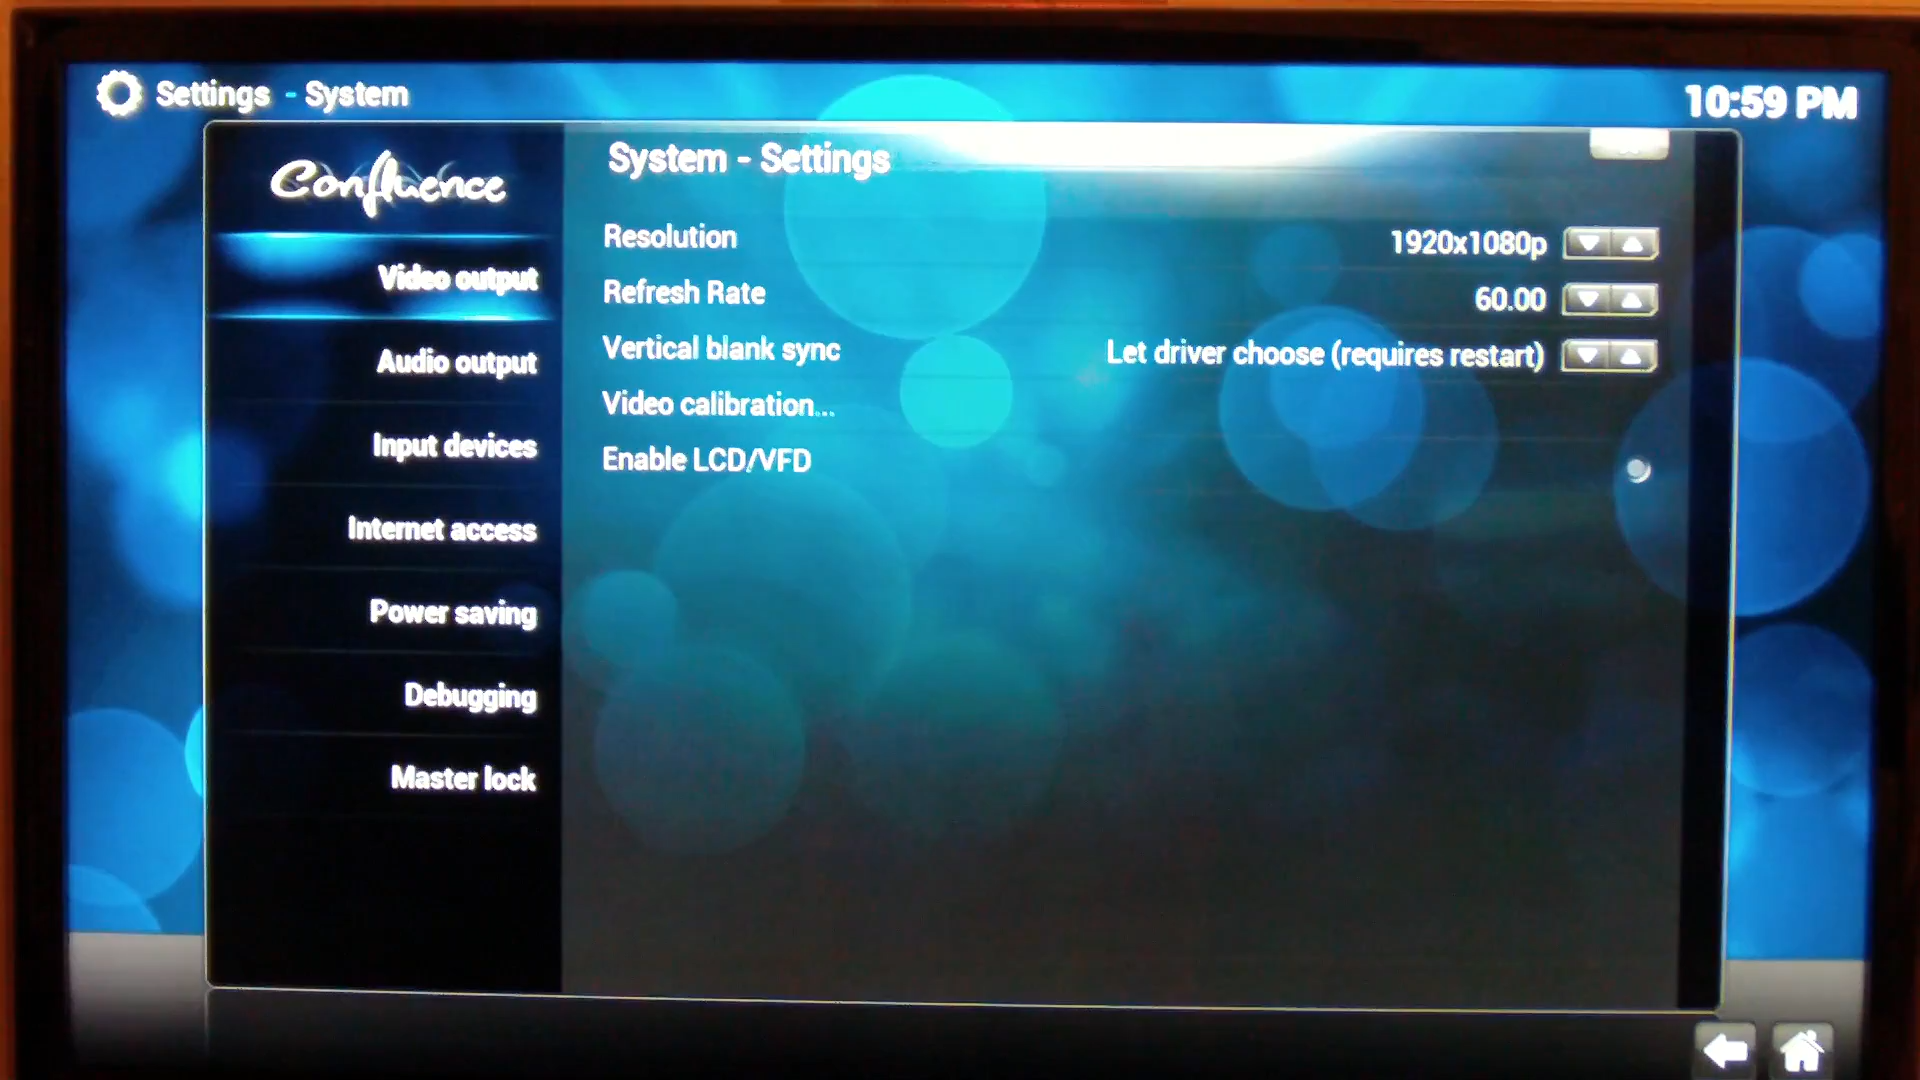 Settings - System
10:59 PM
Confluence
System - Settings
Video output
Audio output
Input devices
Internet access
Power saving
Debugging
Master lock
Resolution 1920x1080p
Refresh Rate 60.00
Vertical blank sync Let driver choose (requires restart)
Video calibration...
Enable LCD/VFD